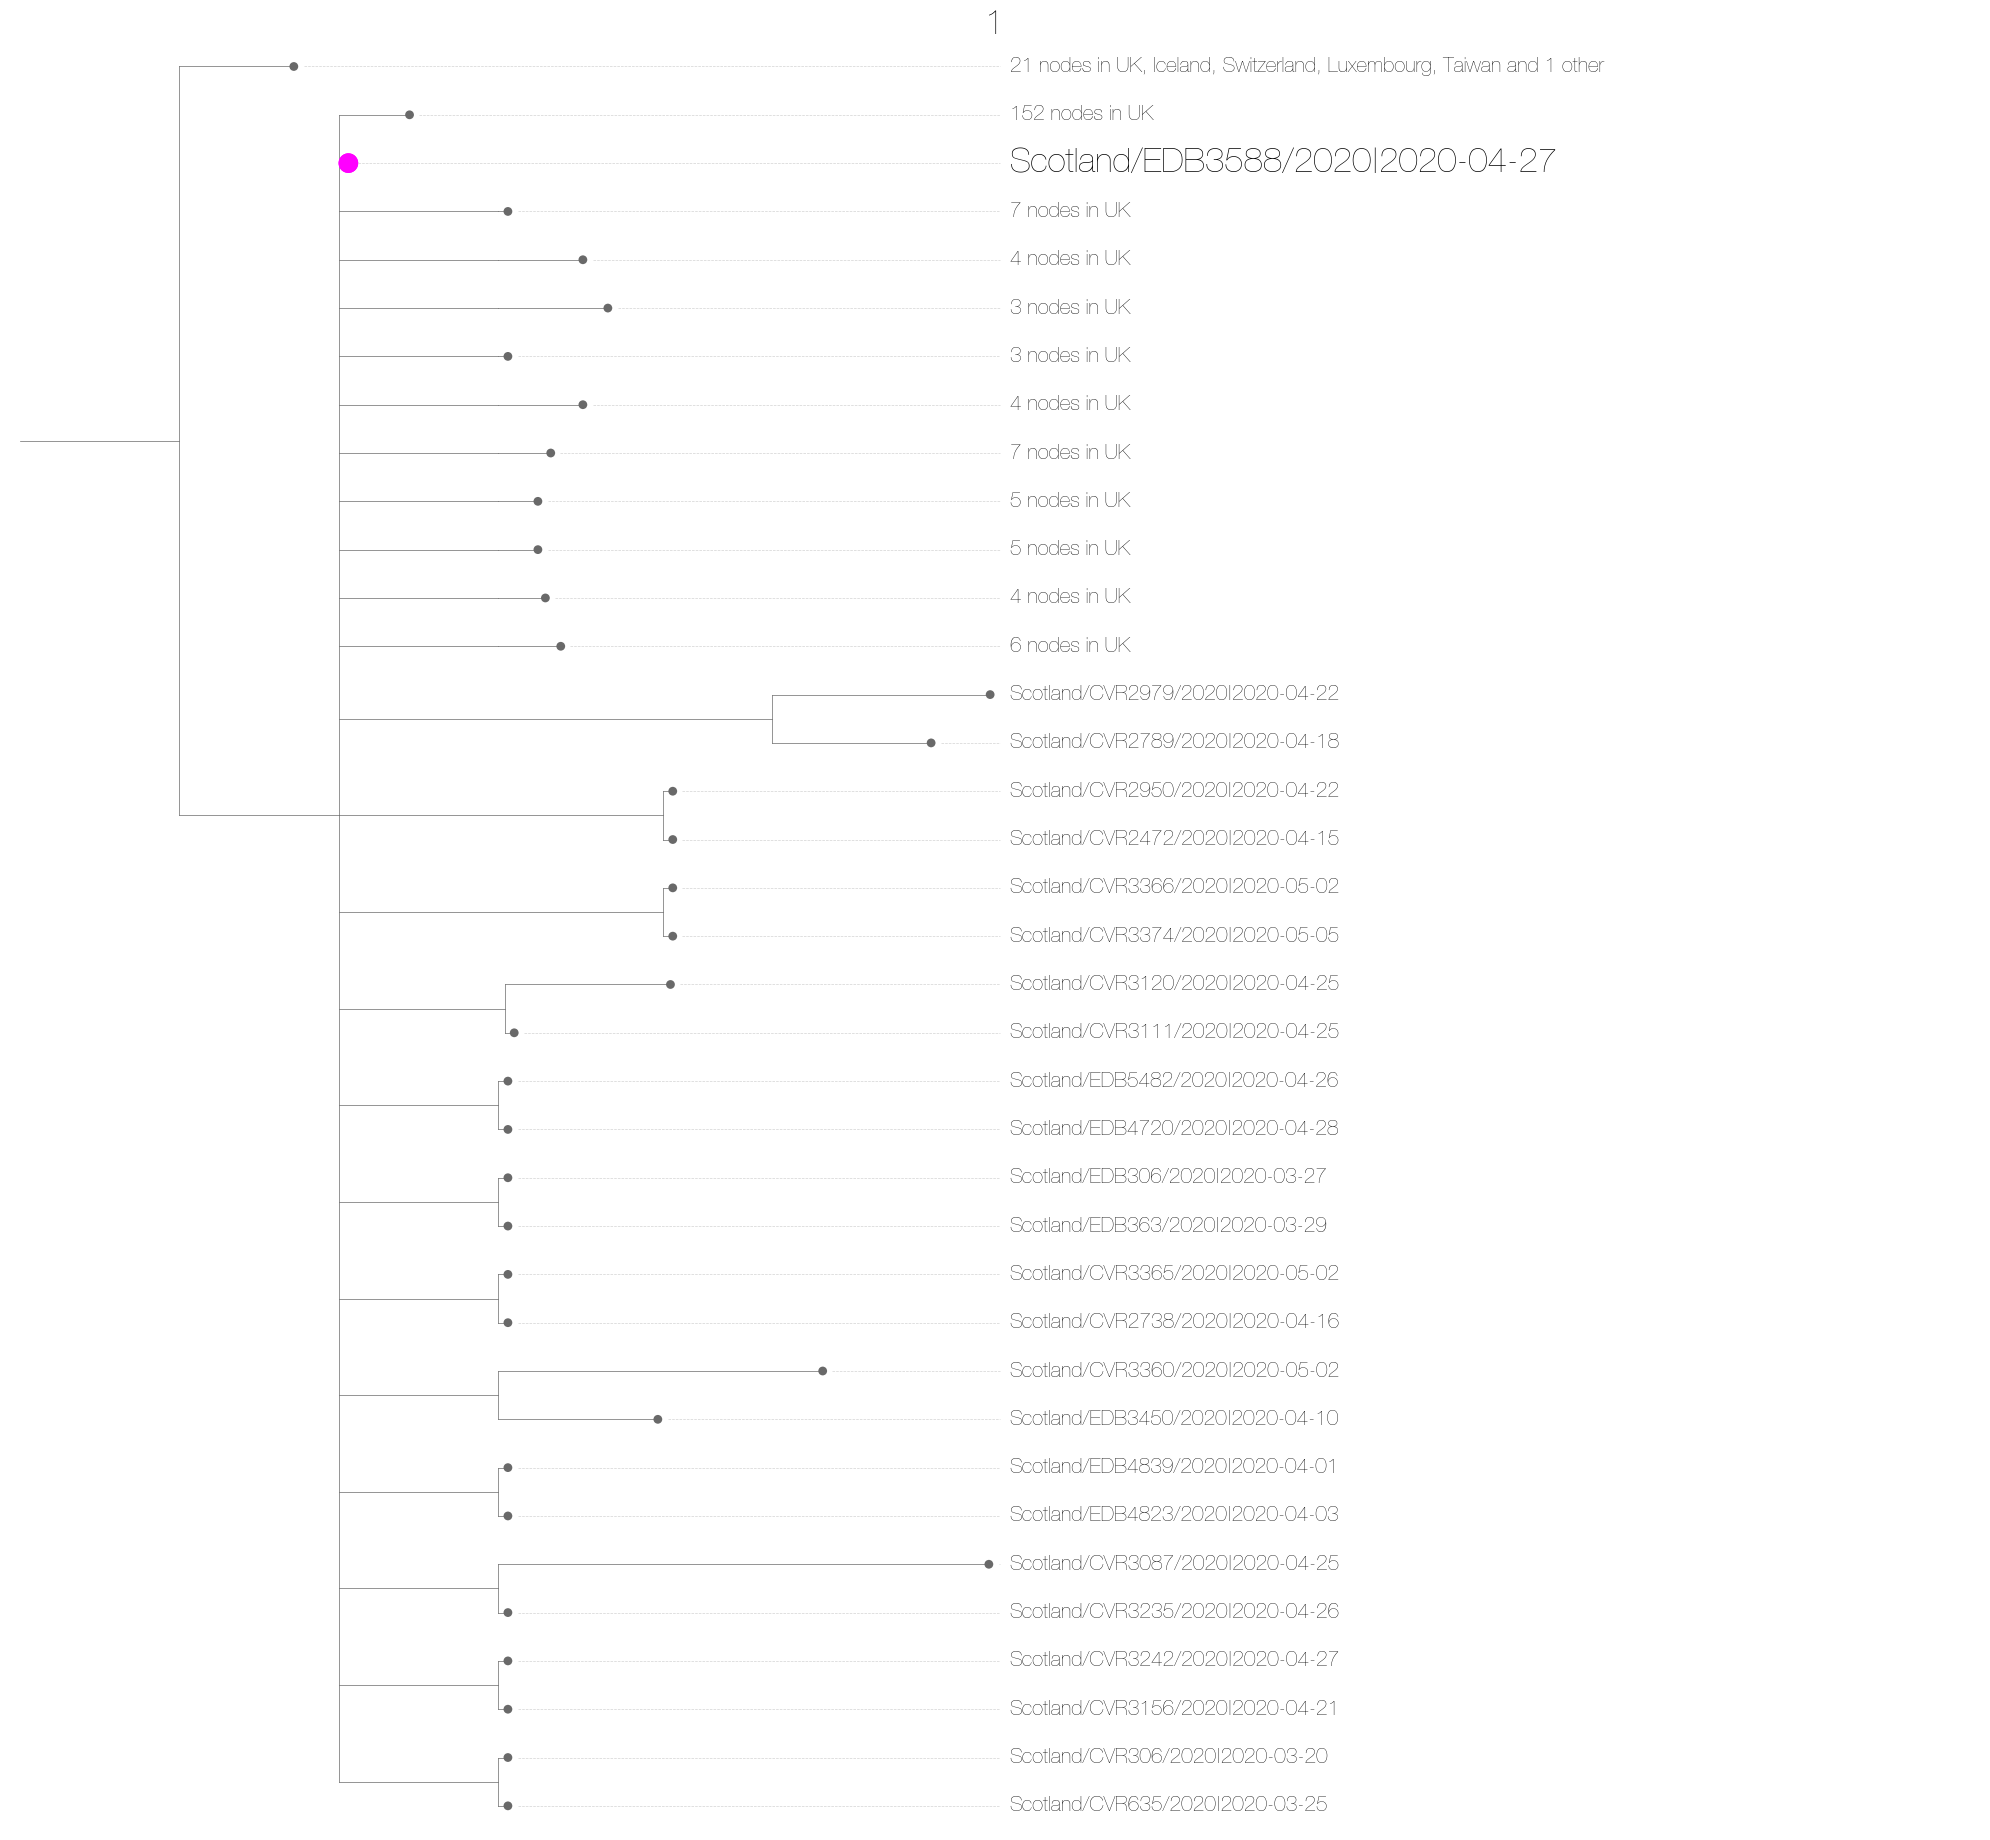 1
21 nodes in UK, Iceland, Switzerland, Luxembourg, Taiwan and 1 other
152 nodes in UK
Scotland/EDB3588/2020|2020-04-27
7 nodes in UK
4 nodes in UK
3 nodes in UK
3 nodes in UK
4 nodes in UK
7 nodes in UK
5 nodes in UK
5 nodes in UK
4 nodes in UK
6 nodes in UK
Scotland/CVR2979/2020|2020-04-22
Scotland/CVR2789/2020|2020-04-18
Scotland/CVR2950/2020|2020-04-22
Scotland/CVR2472/2020|2020-04-15
Scotland/CVR3366/2020|2020-05-02
Scotland/CVR3374/2020|2020-05-05
Scotland/CVR3120/2020|2020-04-25
Scotland/CVR3111/2020|2020-04-25
Scotland/EDB5482/2020|2020-04-26
Scotland/EDB4720/2020|2020-04-28
Scotland/EDB306/2020|2020-03-27
Scotland/EDB363/2020|2020-03-29
Scotland/CVR3365/2020|2020-05-02
Scotland/CVR2738/2020|2020-04-16
Scotland/CVR3360/2020|2020-05-02
Scotland/EDB3450/2020|2020-04-10
Scotland/EDB4839/2020|2020-04-01
Scotland/EDB4823/2020|2020-04-03
Scotland/CVR3087/2020|2020-04-25
Scotland/CVR3235/2020|2020-04-26
Scotland/CVR3242/2020|2020-04-27
Scotland/CVR3156/2020|2020-04-21
Scotland/CVR306/2020|2020-03-20
Scotland/CVR635/2020|2020-03-25